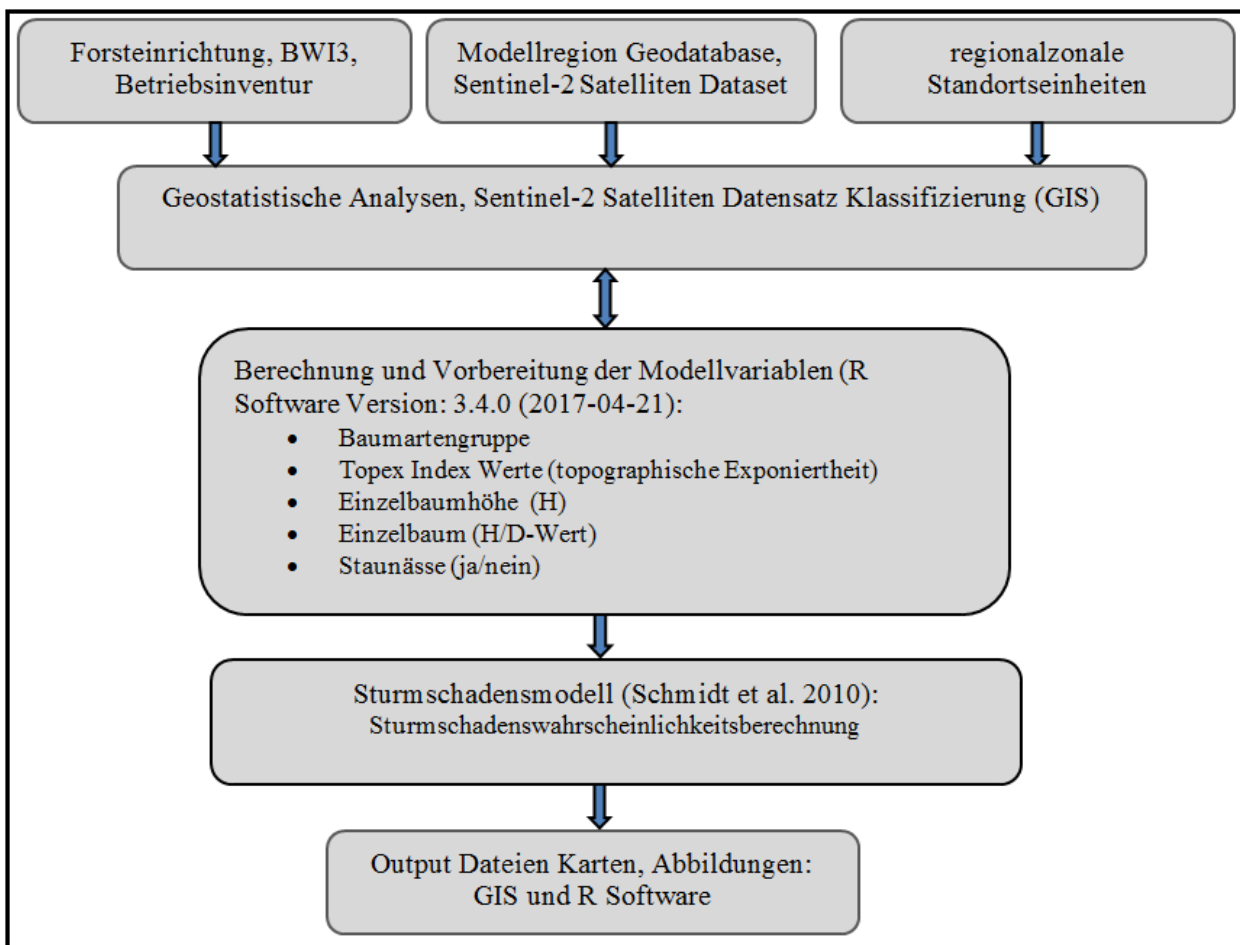 Forsteinrichtung, BWI3,
Betriebsinventur
Modellregion Geodatabase,
Sentinel-2 Satelliten Dataset
regionalzonale
Standortseinheiten
Geostatistische Analysen, Sentinel-2 Satelliten Datensatz Klassifizierung (GIS)
Berechnung und Vorbereitung der Modellvariablen (R
Software Version: 3.4.0 (2017-04-21):
• Baumartengruppe
• Topex Index Werte (topographische Exponiertheit)
• Einzelbaumhöhe (H)
• Einzelbaum (H/D-Wert)
• Staunässe (ja/nein)
Sturmschadensmodell (Schmidt et al. 2010):
Sturmschadenswahrscheinlichkeitsberechnung
Output Dateien Karten, Abbildungen:
GIS und R Software